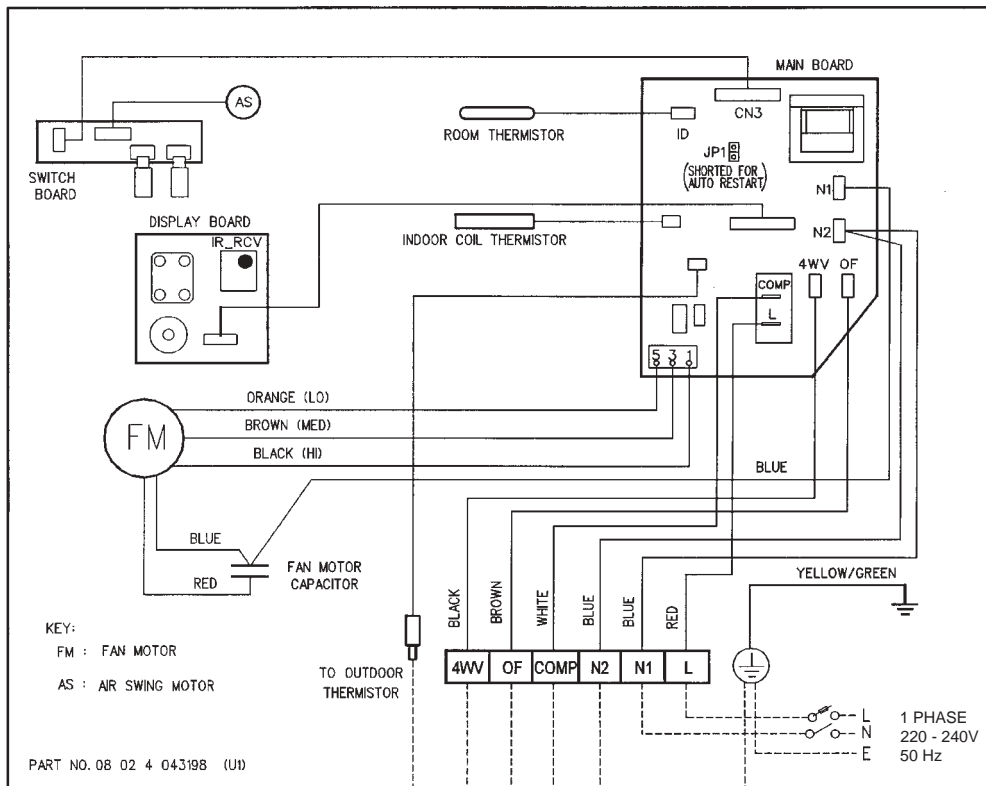 MAIN BOARD
AS
CN3
ROOM THERMISTOR
ID
JP1
(SHORTED FOR
AUTO RESTART)
SWITCH
BOARD
N1
DISPLAY BOARD
IR_RCV
INDOOR COIL THERMISTOR
N2
4WV OF
COMP
L
5 3 1
ORANGE (LO)
BROWN (MED)
FM
BLACK (HI)
BLUE
BLUE
FAN MOTOR
CAPACITOR
RED
YELLOW/GREEN
BLACK
BROWN
WHITE
BLUE
BLUE
RED
KEY:
FM : FAN MOTOR
AS : AIR SWING MOTOR
TO OUTDOOR
THERMISTOR
4WV OF COMP N2 N1 L
L 1 PHASE
N 220 - 240V
E 50 Hz
PART NO. 08 02 4 043198 (U1)